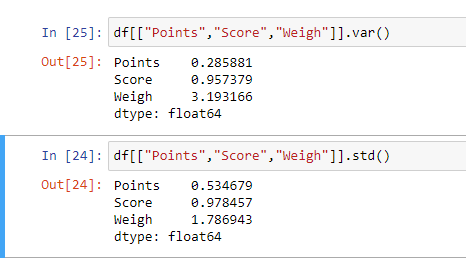 In [25]: df[["Points","Score","Weigh"]].var()
Out[25]: Points    0.285881
Score     0.957379
Weigh     3.193166
dtype: float64
In [24]: df[["Points","Score","Weigh"]].std()
Out[24]: Points    0.534679
Score     0.978457
Weigh     1.786943
dtype: float64